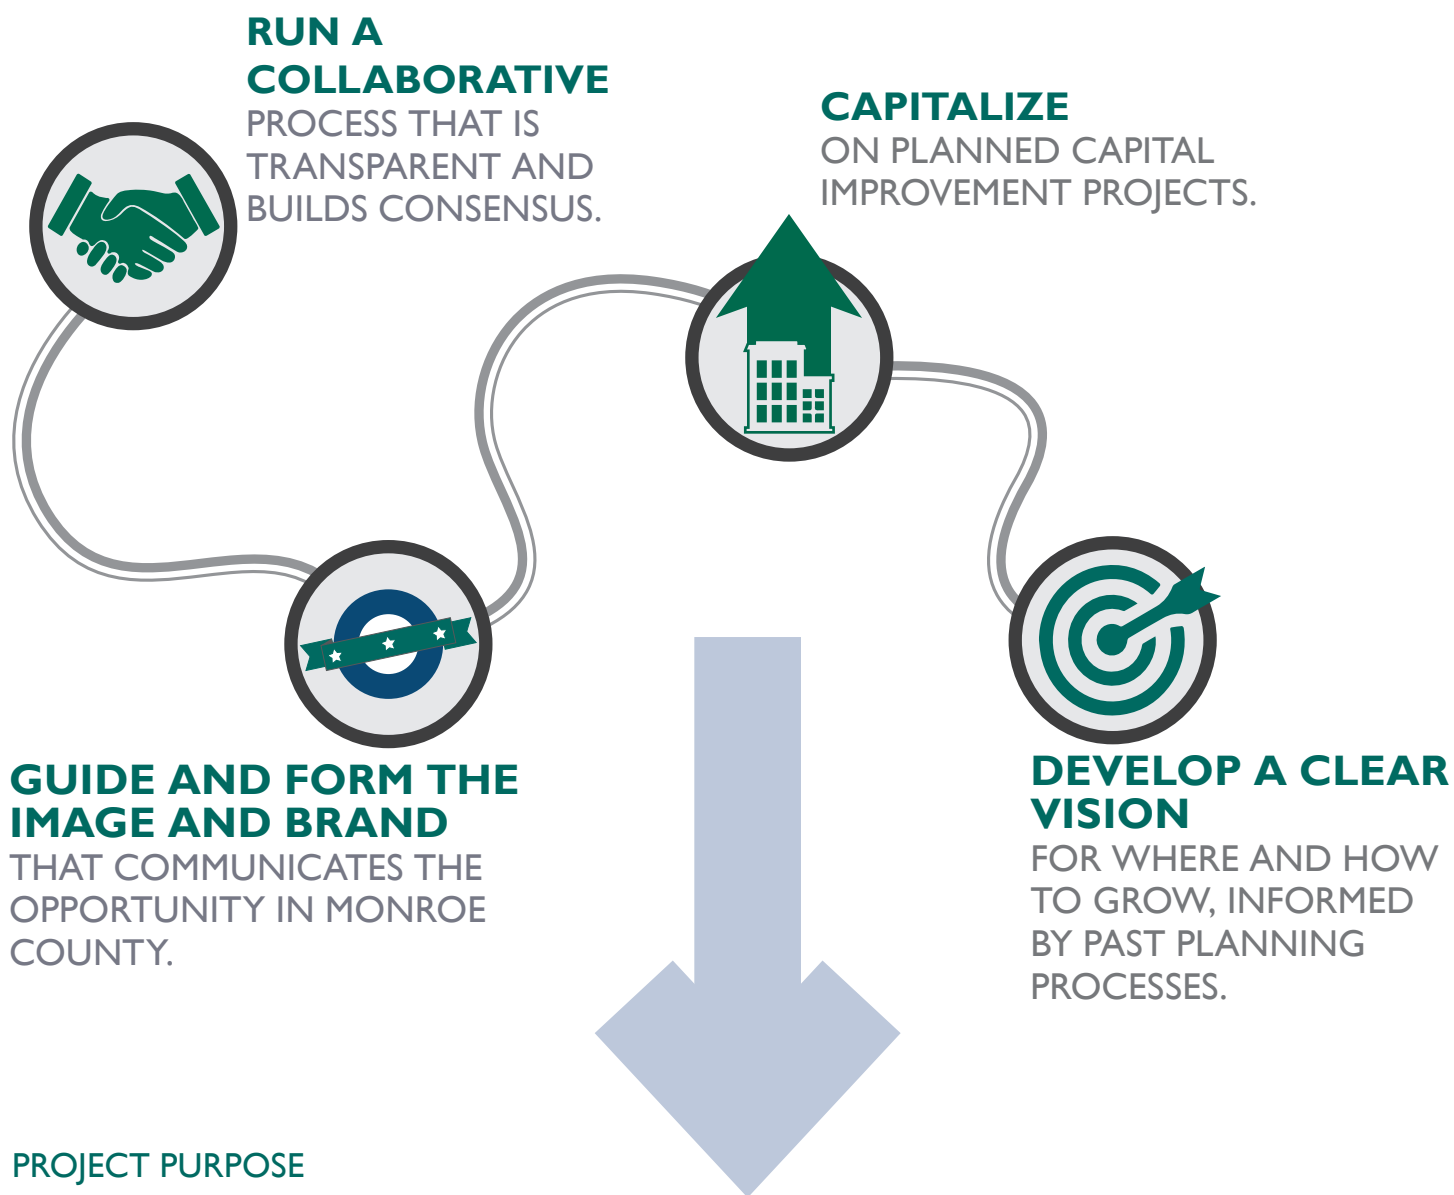 RUN A
COLLABORATIVE
PROCESS THAT IS
TRANSPARENT AND
BUILDS CONSENSUS.
CAPITALIZE
ON PLANNED CAPITAL
IMPROVEMENT PROJECTS.
GUIDE AND FORM THE
IMAGE AND BRAND
THAT COMMUNICATES THE
OPPORTUNITY IN MONROE
COUNTY.
DEVELOP A CLEAR
VISION
FOR WHERE AND HOW
TO GROW, INFORMED
BY PAST PLANNING
PROCESSES.
PROJECT PURPOSE